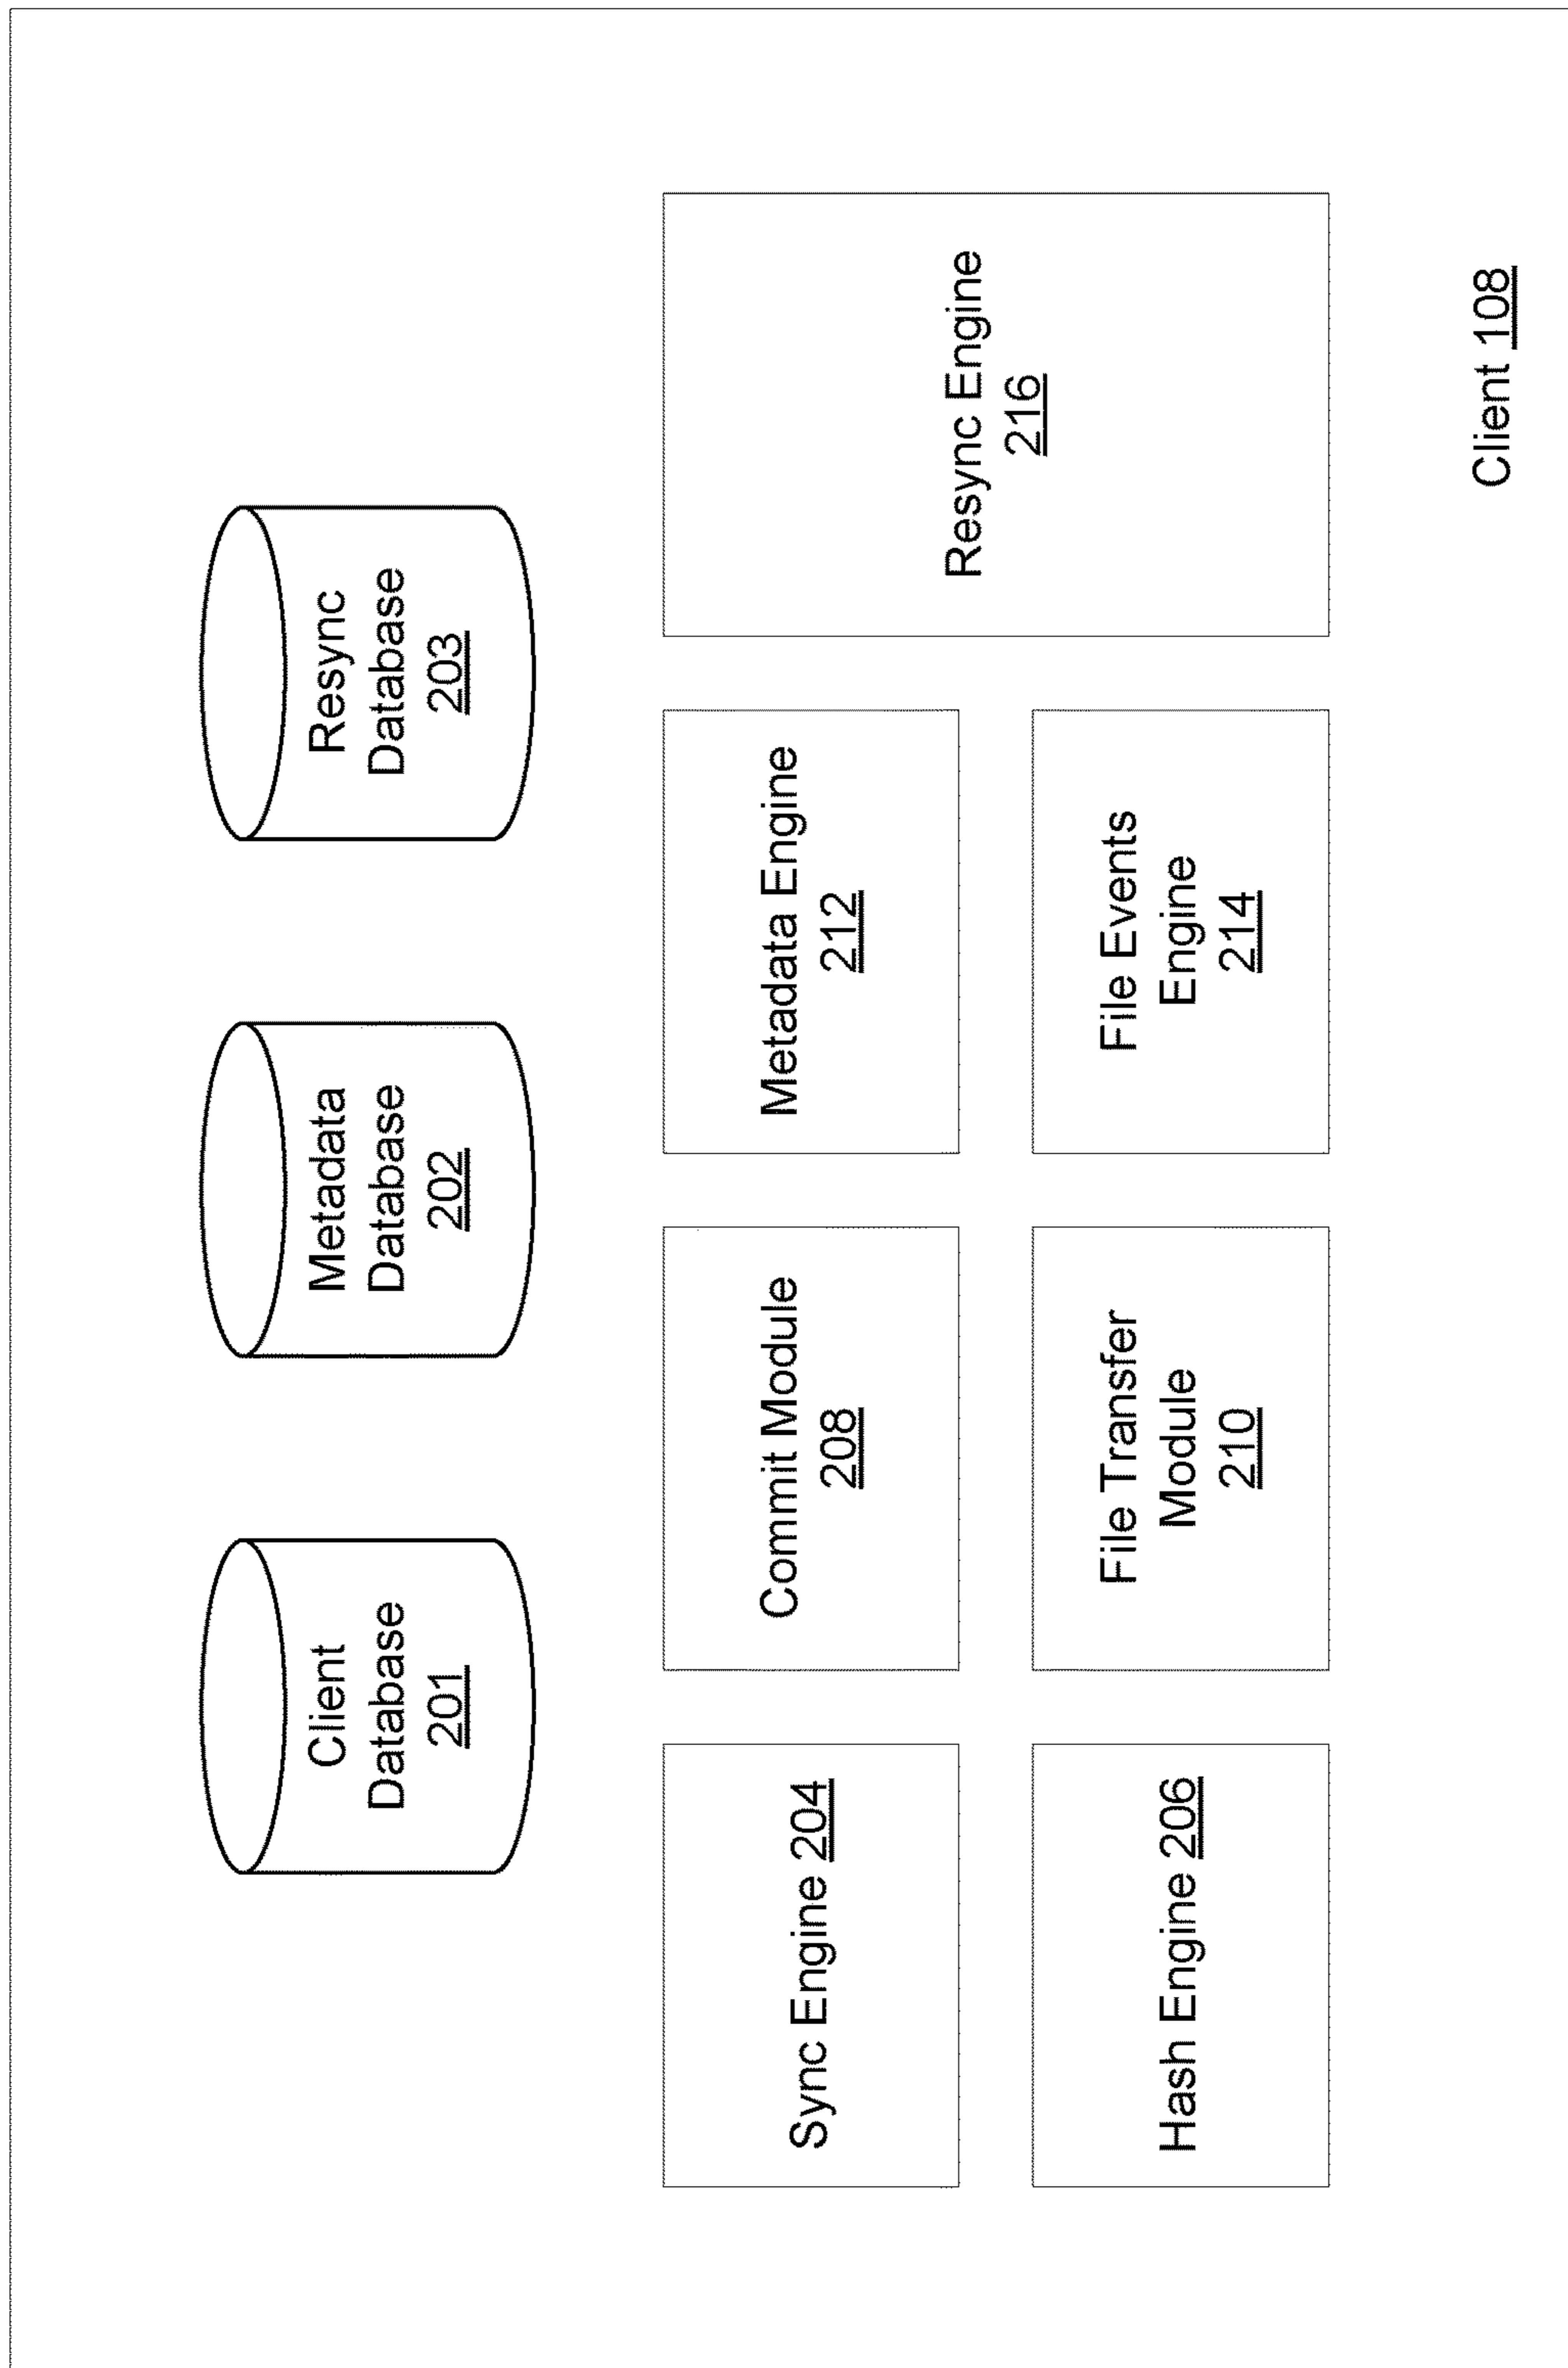 Client
Database
201
Metadata
Database
202
Resync
Database
203
Sync Engine 204
Commit Module
208
Metadata Engine
212
Resync Engine
216
Hash Engine 206
File Transfer
Module
210
File Events
Engine
214
Client 108